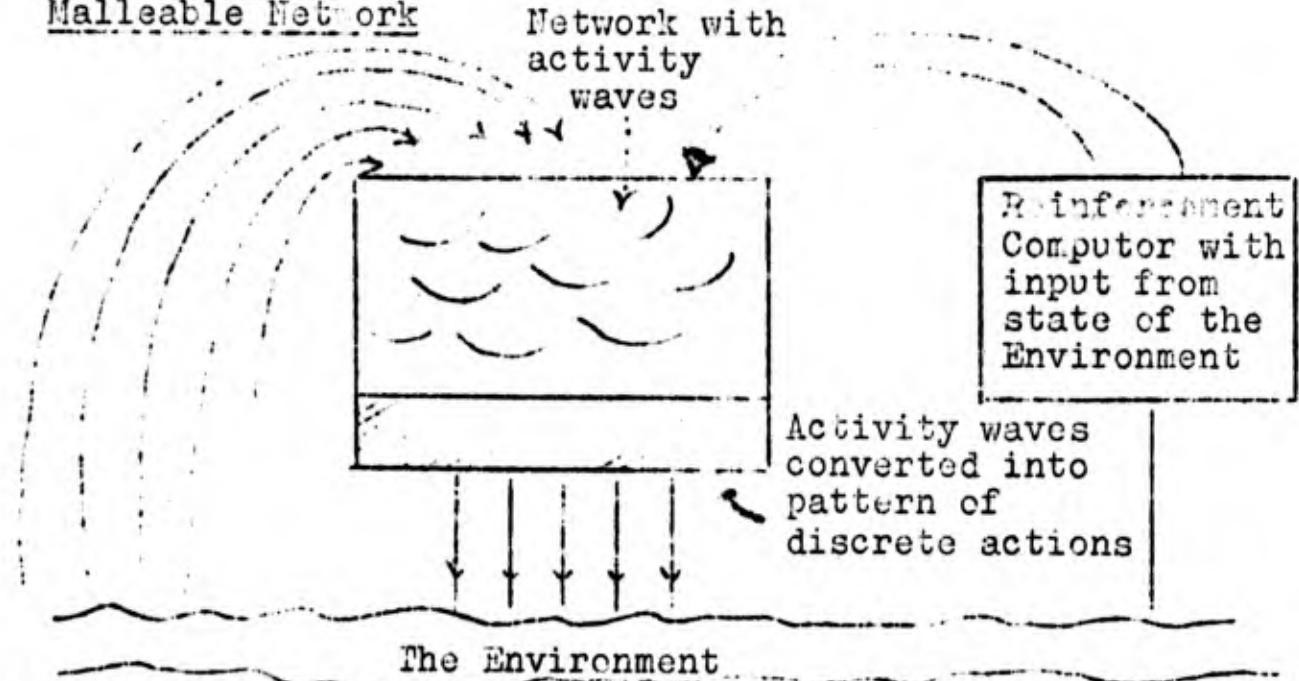 Malleable Network
Network with
activity
waves
Reinforcement
Computor with
input from
state of the
Environment
Activity waves
converted into
pattern of
discrete actions
The Environment